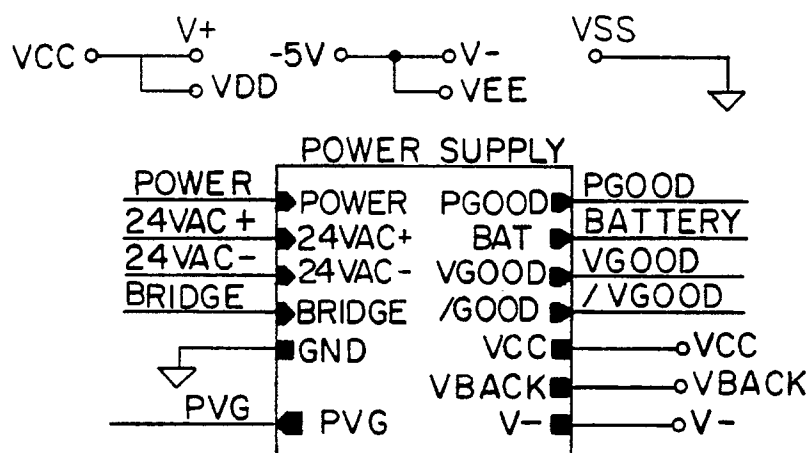 VCC V+ -5V V- VSS
VDD VEE
POWER SUPPLY
POWER POWER PGOOD PGOOD
24VAC+ 24VAC+ BAT BATTERY
24VAC- 24VAC- VGOOD VGOOD
BRIDGE BRIDGE /GOOD /VGOOD
GND VCC VCC
VBACK VBACK
PVG PVG V- V-